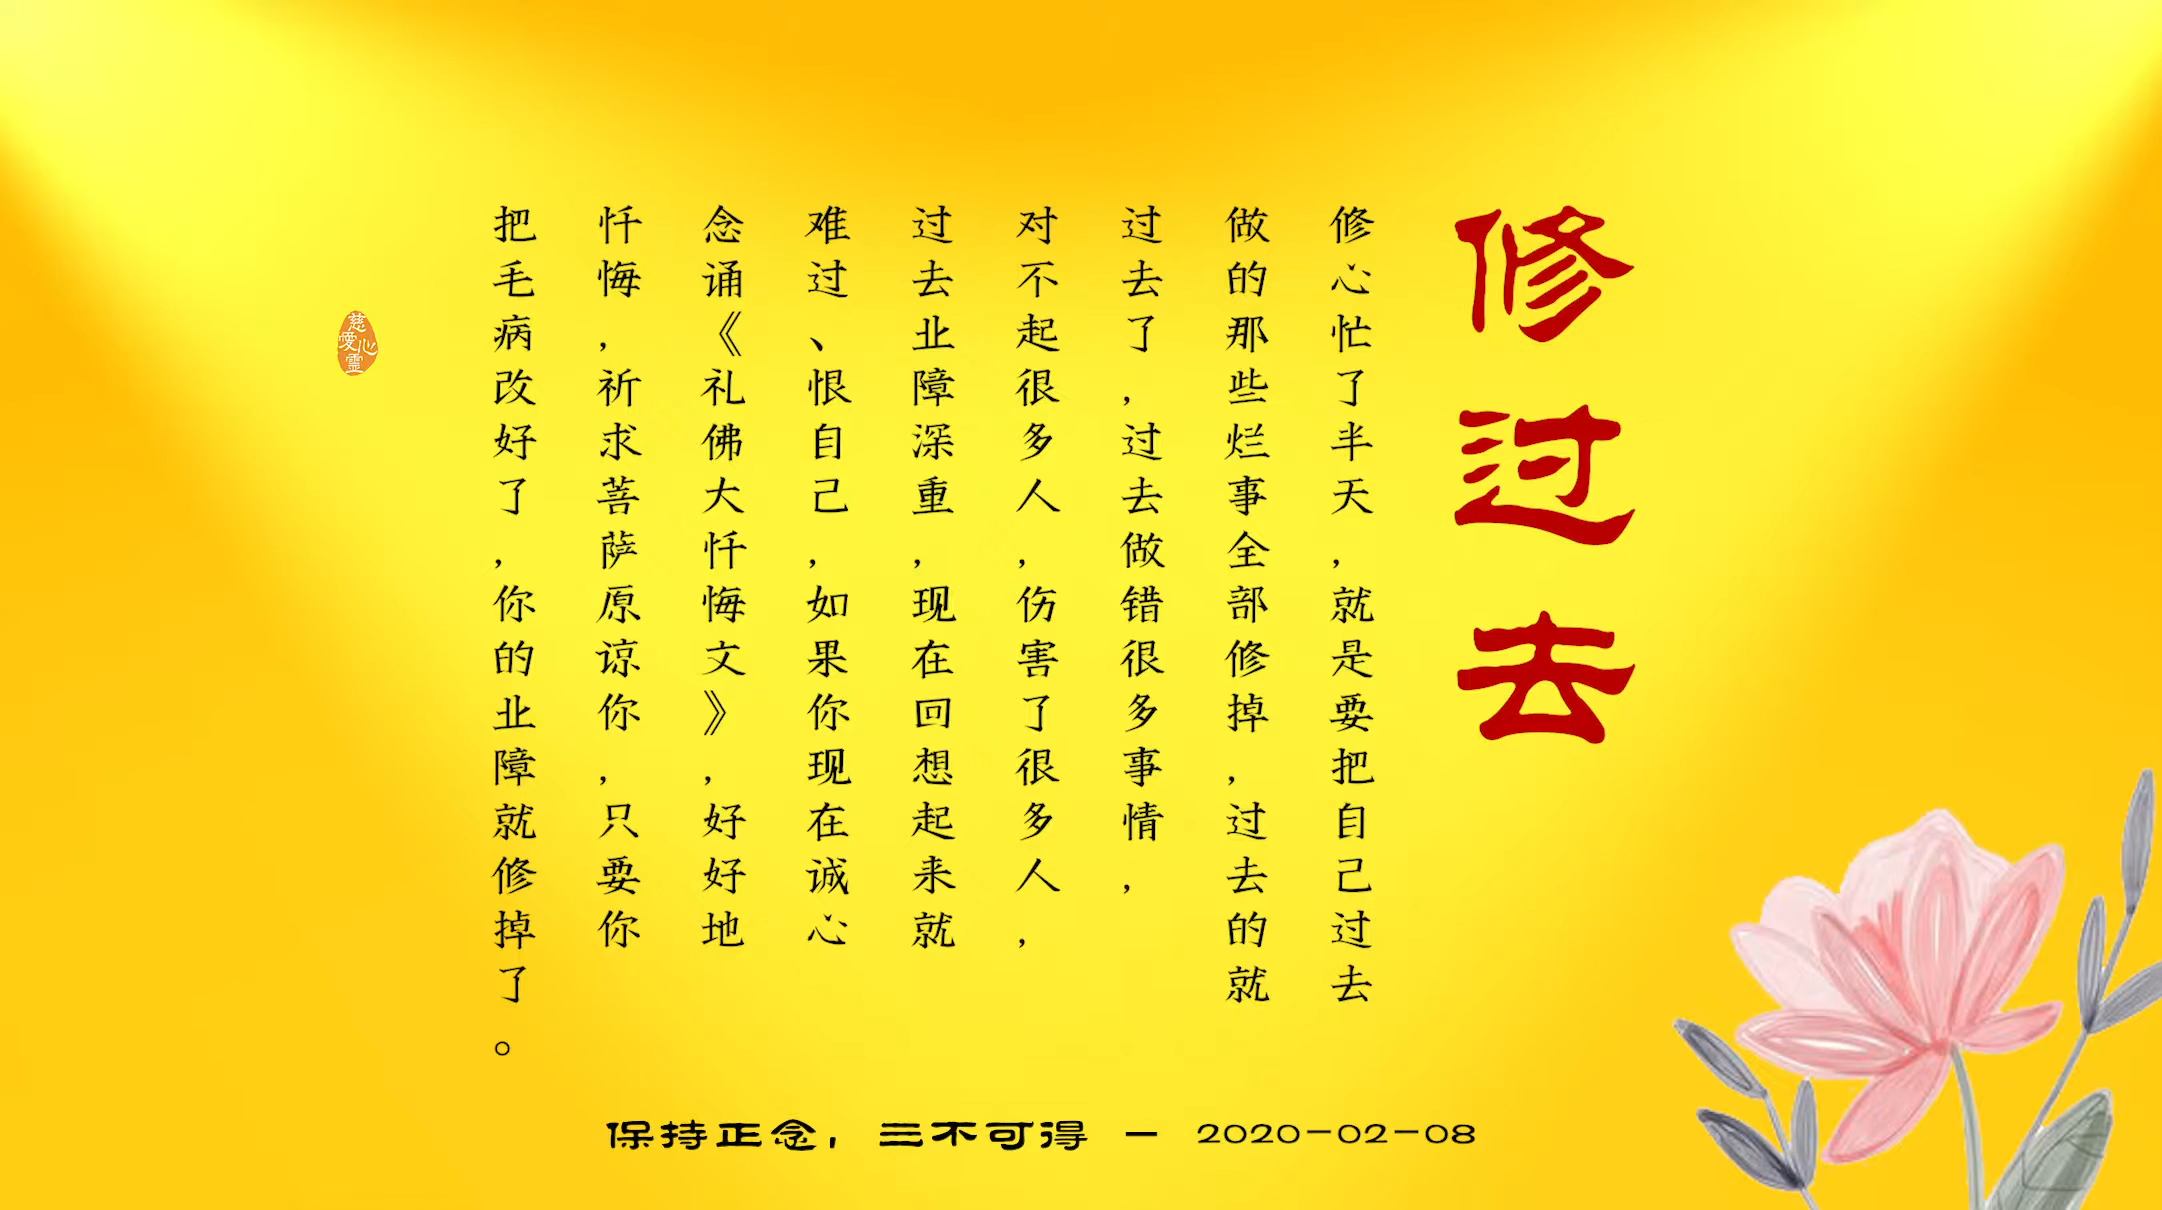 修过去
修心忙了半天，就是要把自己过去
做的那些烂事全部修掉，过去的就
过去了，过去做错很多事情，
对不起很多人，伤害了很多人，
过去业障深重，现在回想起来就
难过、恨自己，如果你现在诚心
念诵《礼佛大忏悔文》，好好地
忏悔，祈求菩萨原谅你，只要你
把毛病改好了，你的业障就修掉了。
慈愛心靈
保持正念，三不可得 — 2020-02-08